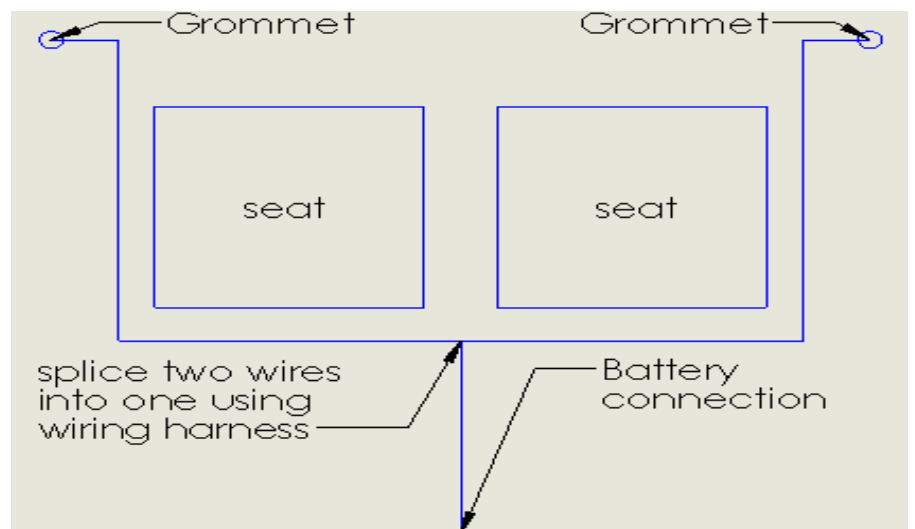 Grommet
Grommet
seat
seat
splice two wires
into one using
wiring harness
Battery
connection